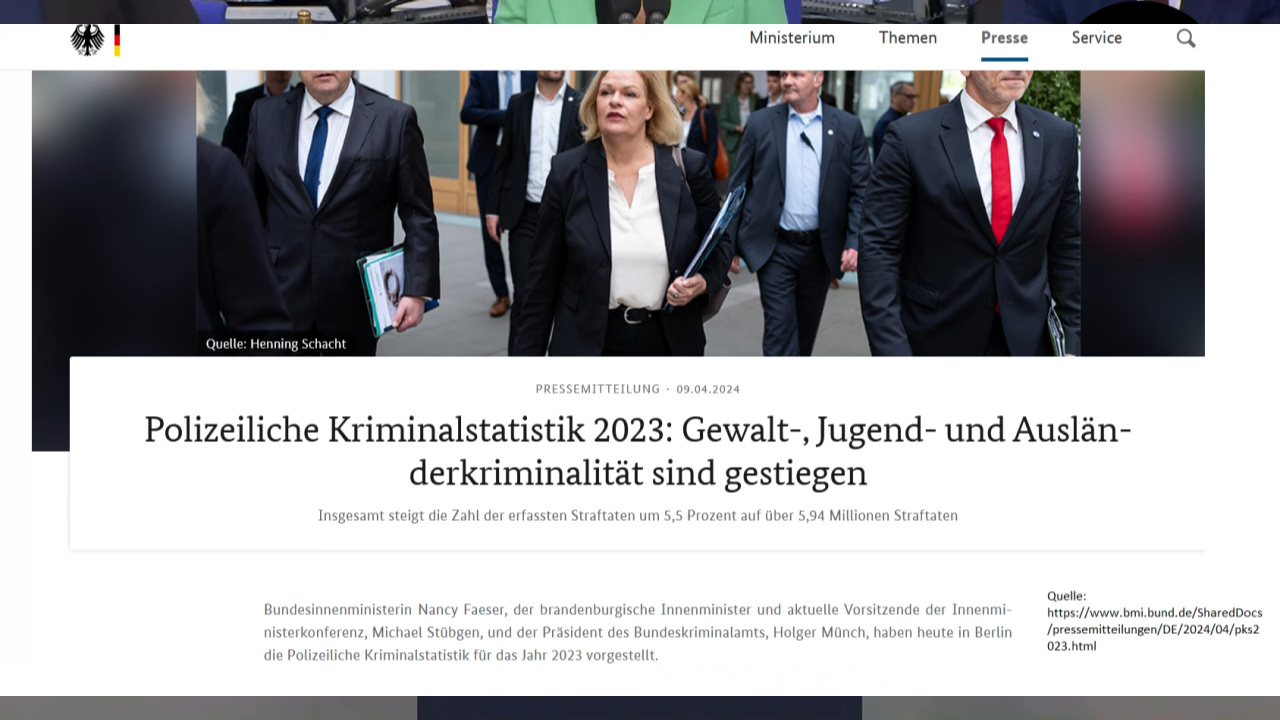 Ministerium Themen Presse Service
Quelle: Henning Schacht
PRESSEMITTEILUNG · 09.04.2024
Polizeiliche Kriminalstatistik 2023: Gewalt-, Jugend- und Auslän-
derkriminalität sind gestiegen
Insgesamt steigt die Zahl der erfassten Straftaten um 5,5 Prozent auf über 5,94 Millionen Straftaten
Bundesinnenministerin Nancy Faeser, der brandenburgische Innenminister und aktuelle Vorsitzende der Innenmi-
nisterkonferenz, Michael Stübgen, und der Präsident des Bundeskriminalamts, Holger Münch, haben heute in Berlin
die Polizeiliche Kriminalstatistik für das Jahr 2023 vorgestellt.
Quelle:
https://www.bmi.bund.de/SharedDocs
/pressemitteilungen/DE/2024/04/pks2
023.html